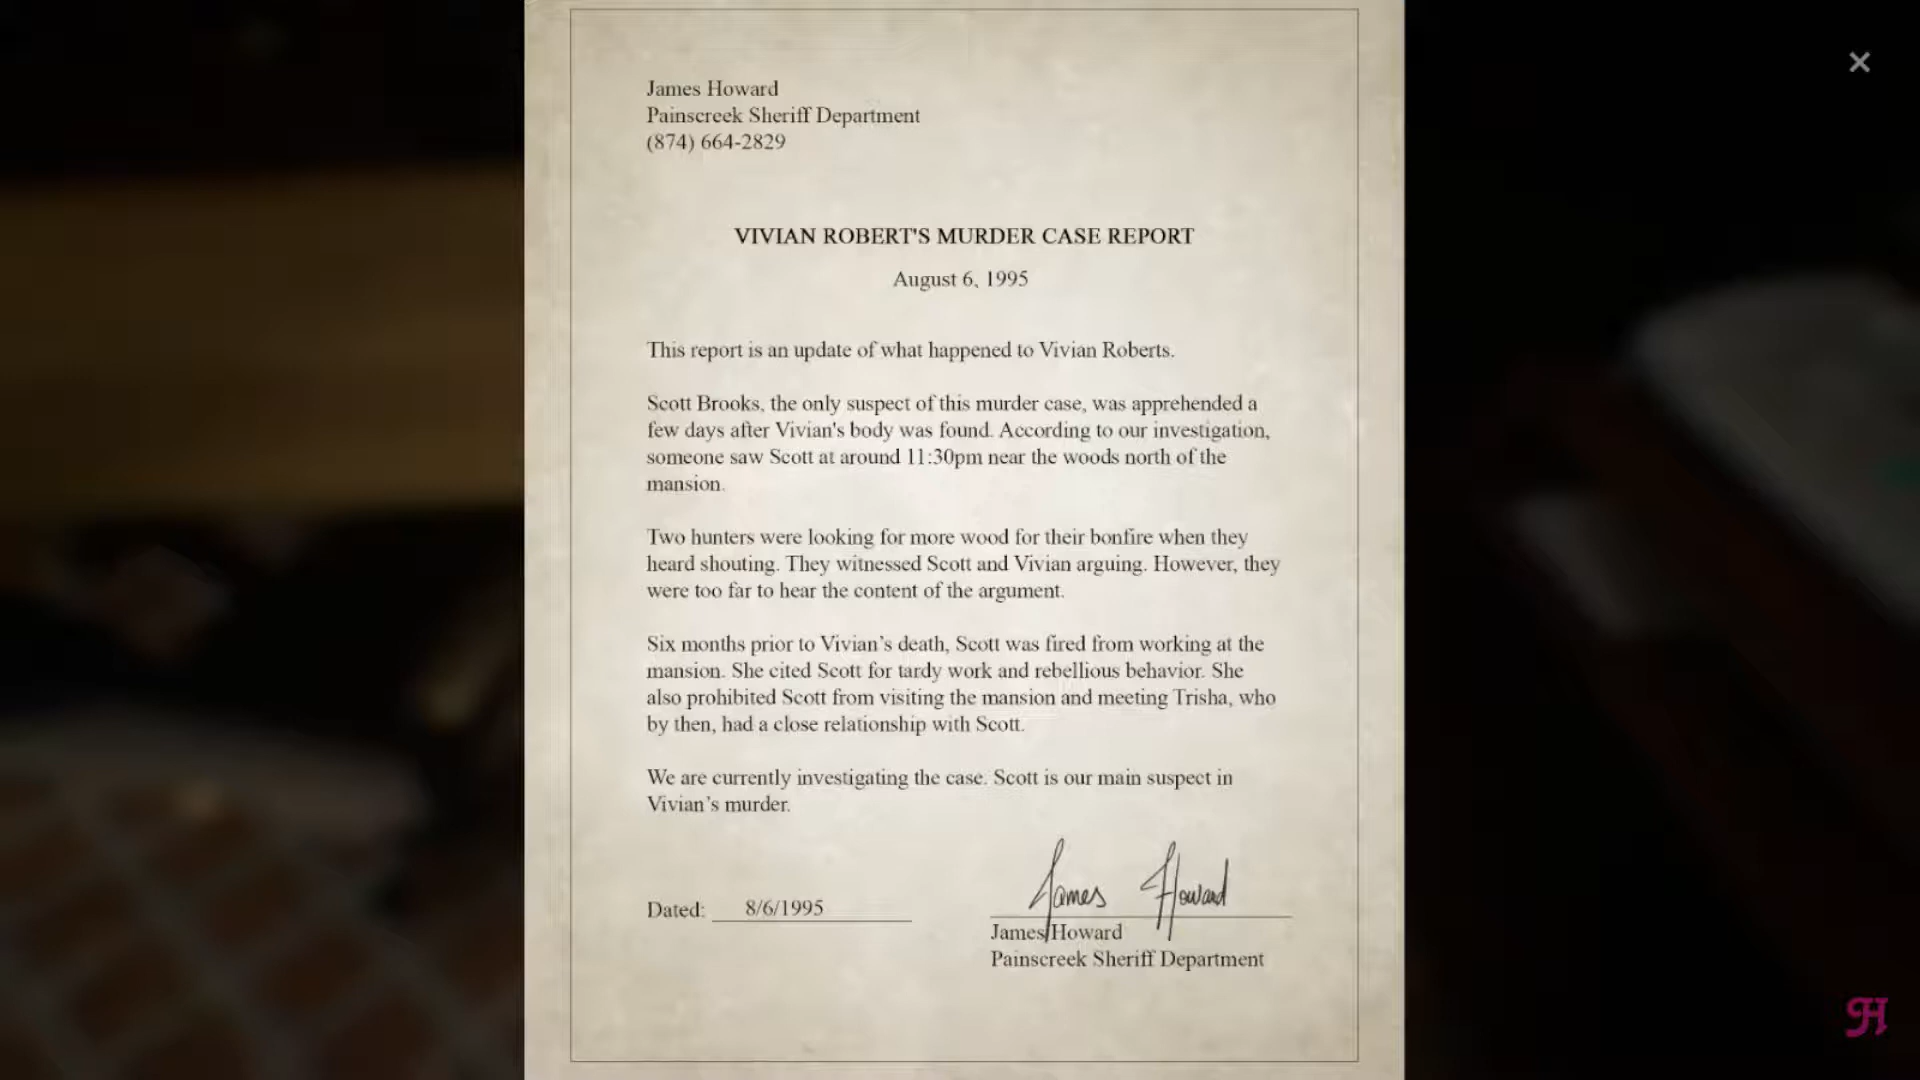 James Howard
Painscreek Sheriff Department
(874) 664-2829
VIVIAN ROBERT'S MURDER CASE REPORT
August 6, 1995
This report is an update of what happened to Vivian Roberts.
Scott Brooks, the only suspect of this murder case, was apprehended a
few days after Vivian's body was found. According to our investigation,
someone saw Scott at around 11:30pm near the woods north of the
mansion.
Two hunters were looking for more wood for their bonfire when they
heard shouting. They witnessed Scott and Vivian arguing. However, they
were too far to hear the content of the argument.
Six months prior to Vivian’s death, Scott was fired from working at the
mansion. She cited Scott for tardy work and rebellious behavior. She
also prohibited Scott from visiting the mansion and meeting Trisha, who
by then, had a close relationship with Scott.
We are currently investigating the case. Scott is our main suspect in
Vivian’s murder.
James Howard
Dated: 8/6/1995
James Howard
Painscreek Sheriff Department
H